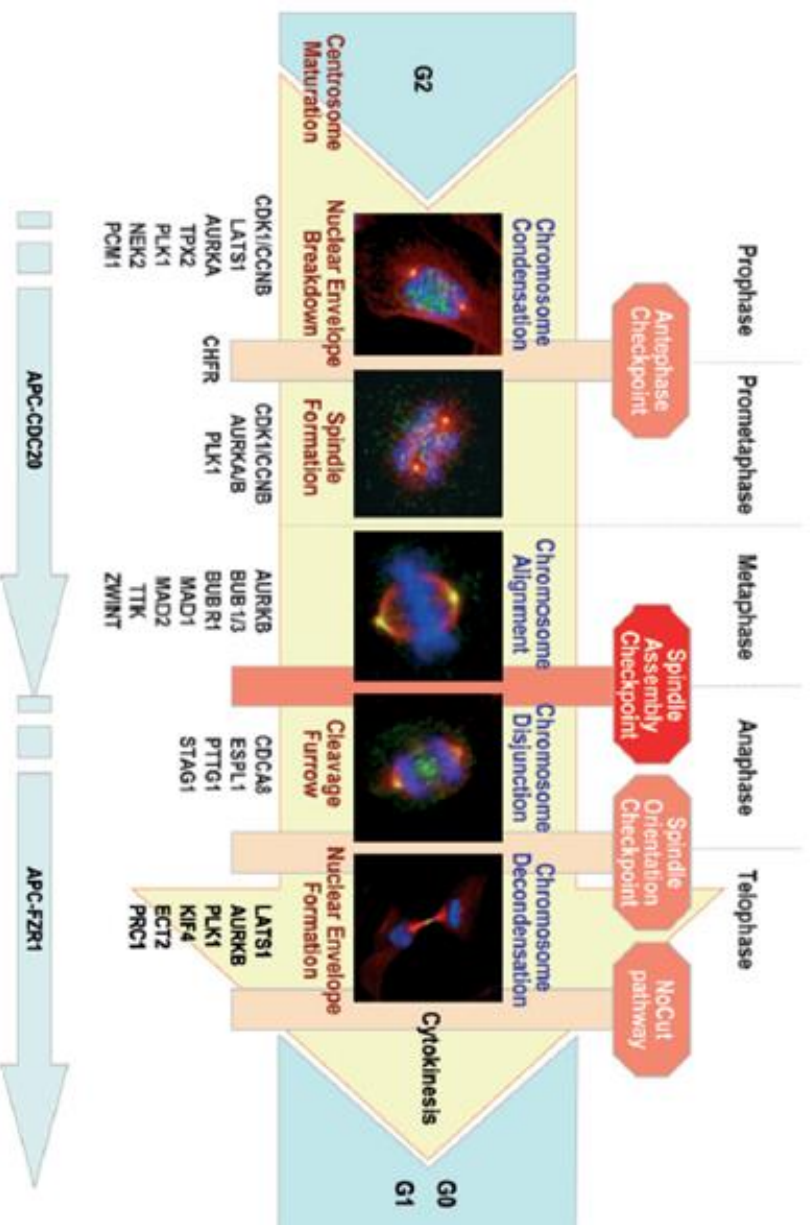 Prophase
Prometaphase
Metaphase
Anaphase
Telophase
Antephase
Checkpoint
Spindle
Assembly
Checkpoint
Spindle
Orientation
Checkpoint
NoCut
pathway
G2
Chromosome
Condensation
Chromosome
Alignment
Chromosome
Disjunction
Chromosome
Decondensation
Cytokinesis
G0
G1
Centrosome
Maturation
Nuclear Envelope
Breakdown
Spindle
Formation
Cleavage
Furrow
Nuclear Envelope
Formation
CDK1/CCNB
LATS1
AURKA
TPX2
PLK1
NEK2
PCM1
CHFR
CDK1/CCNB
AURKA/B
PLK1
AURKB
BUB1/3
BUBR1
MAD1
MAD2
TTK
ZWINT
CDCA8
ESPL1
PTTG1
STAG1
LATS1
AURKB
PLK1
KIF4
ECT2
PRC1
APC-CDC20
APC-FZR1